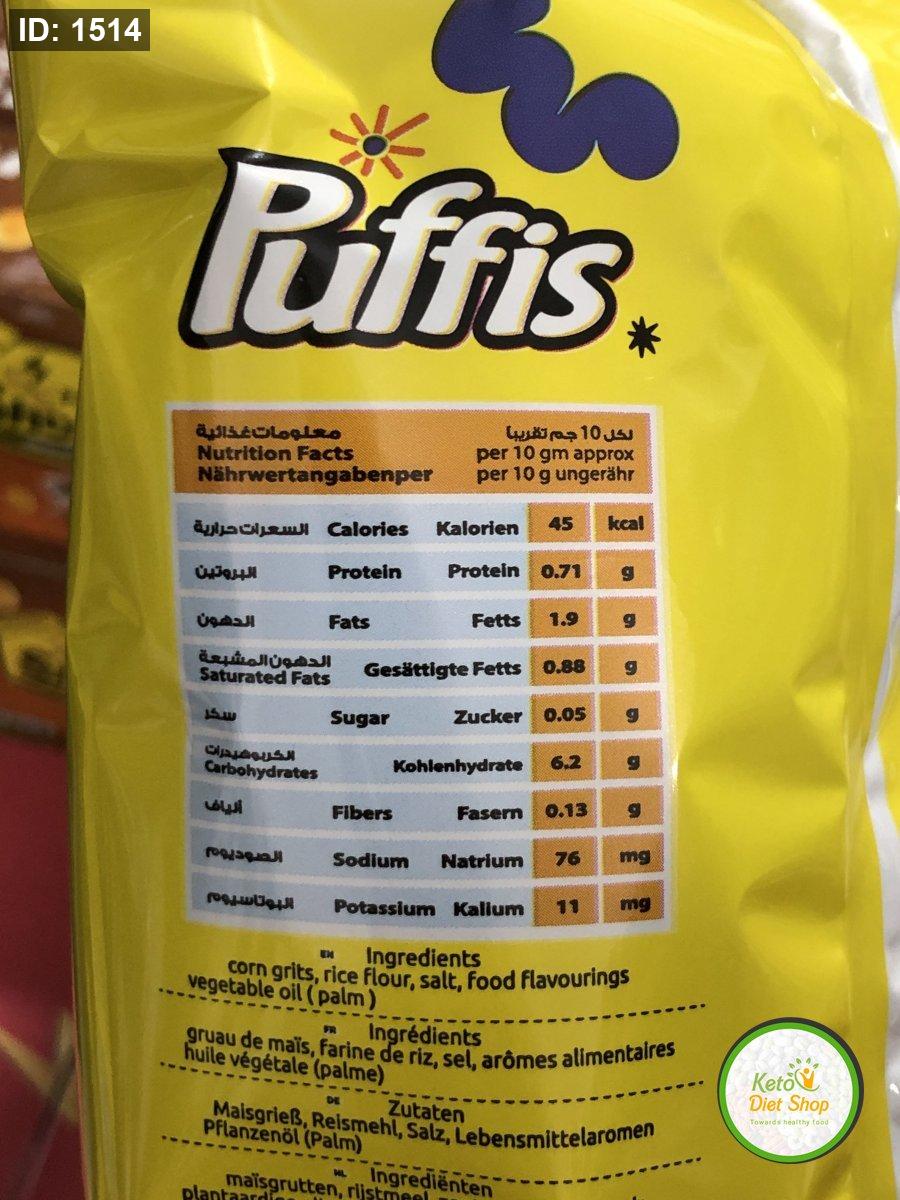 ID: 1514
Puffis
معلومات غذائية لكل 10 جم تقريباً
Nutrition Facts per 10 gm approx
Nährwertangabenper per 10 g ungerähr
السعرات حرارية Calories Kalorien 45 kcal
البروتين Protein Protein 0.71 g
الدهون Fats Fetts 1.9 g
الدهون المشبعة
Saturated Fats Gesättigte Fetts 0.88 g
سكر Sugar Zucker 0.05 g
الكربوهيدرات
Carbohydrates Kohlenhydrate 6.2 g
ألياف Fibers Fasern 0.13 g
الصوديوم Sodium Natrium 76 mg
البوتاسيوم Potassium Kalium 11 mg
EN Ingredients
corn grits, rice flour, salt, food flavourings
vegetable oil ( palm )
FR Ingrédients
gruau de maïs, farine de riz, sel, arômes alimentaires
huile végétale (palme)
DE Zutaten
Maisgrieß, Reismehl, Salz, Lebensmittelaromen
Pflanzenöl (Palm)
NL Ingrediënten
maïsgrutten, rijstmeel,
Keto
Diet Shop
Towards healthy food